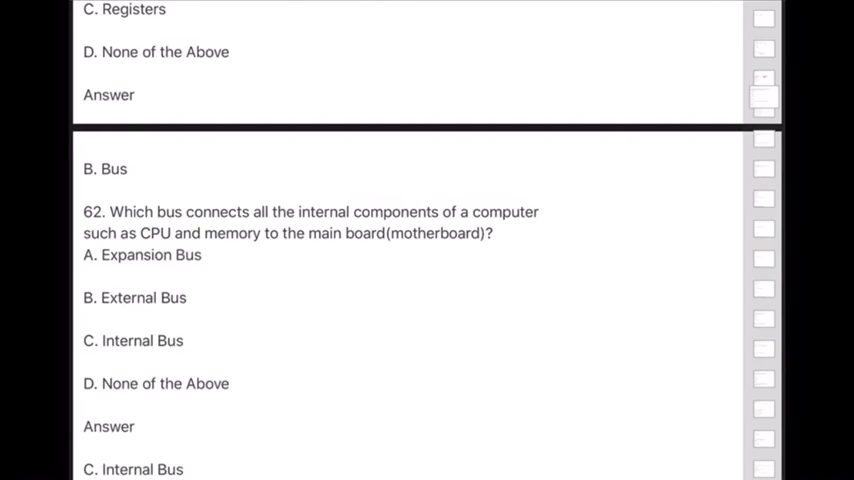 C. Registers
D. None of the Above
Answer
B. Bus
62. Which bus connects all the internal components of a computer
such as CPU and memory to the main board(motherboard)?
A. Expansion Bus
B. External Bus
C. Internal Bus
D. None of the Above
Answer
C. Internal Bus